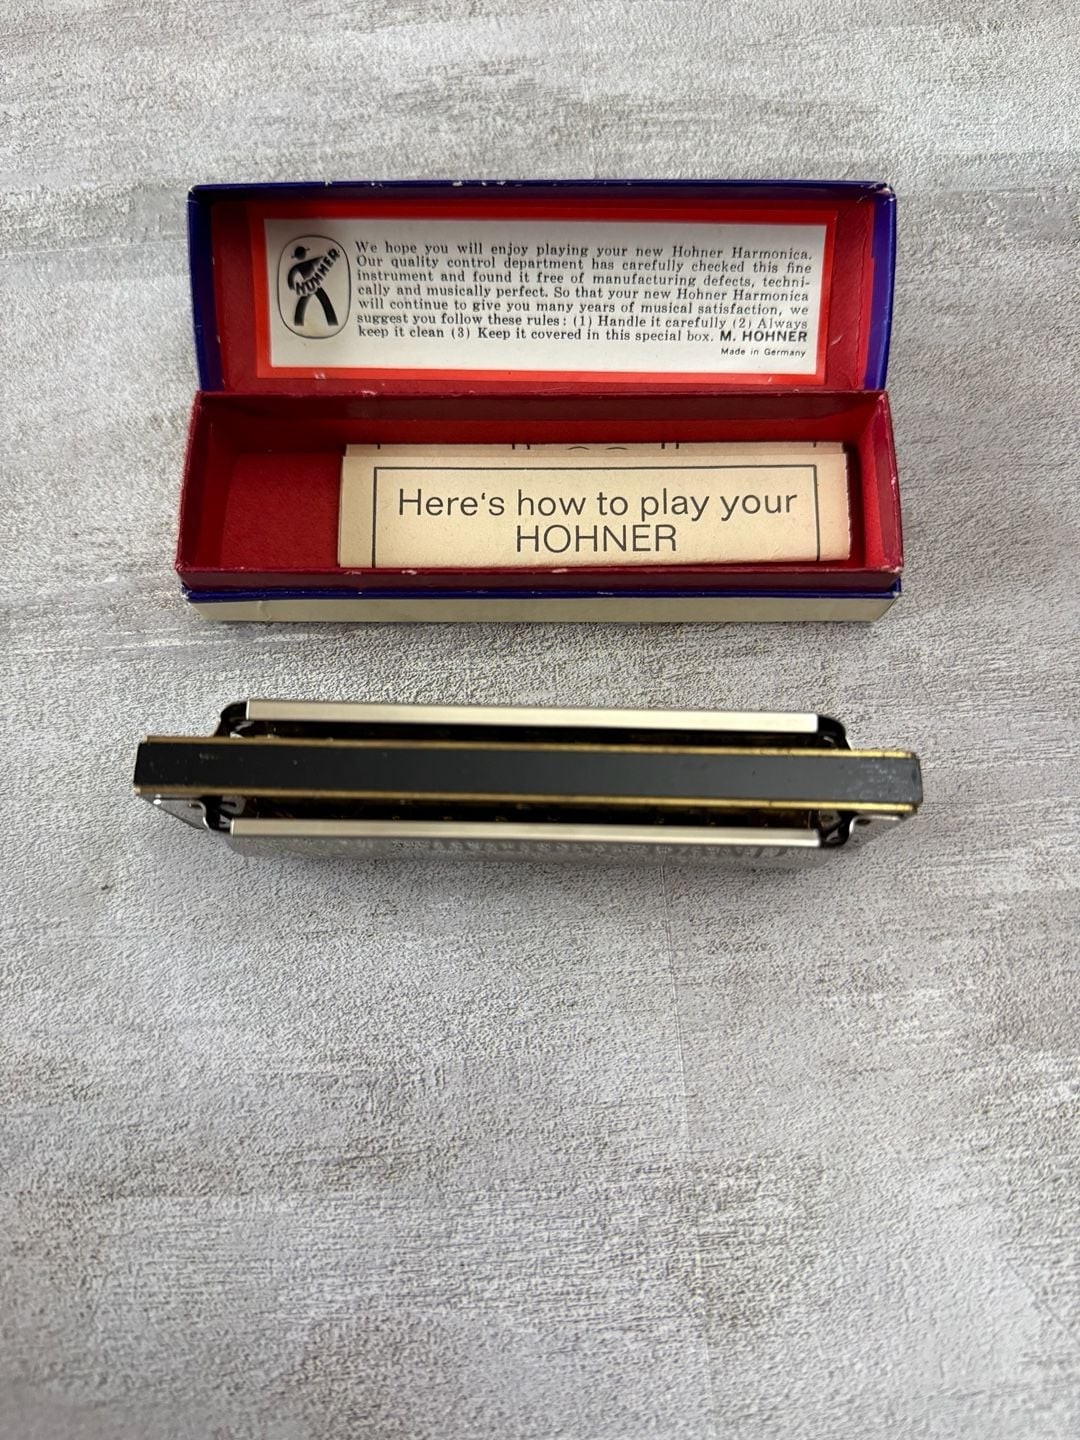 HOHNER
We hope you will enjoy playing your new Hohner Harmonica.
Our quality control department has carefully checked this fine
instrument and found it free of manufacturing defects, techni-
cally and musically perfect. So that your new Hohner Harmonica
will continue to give you many years of musical satisfaction, we
suggest you follow these rules: (1) Handle it carefully (2) Always
keep it clean (3) Keep it covered in this special box. M. HOHNER
Made in Germany
Here's how to play your
HOHNER